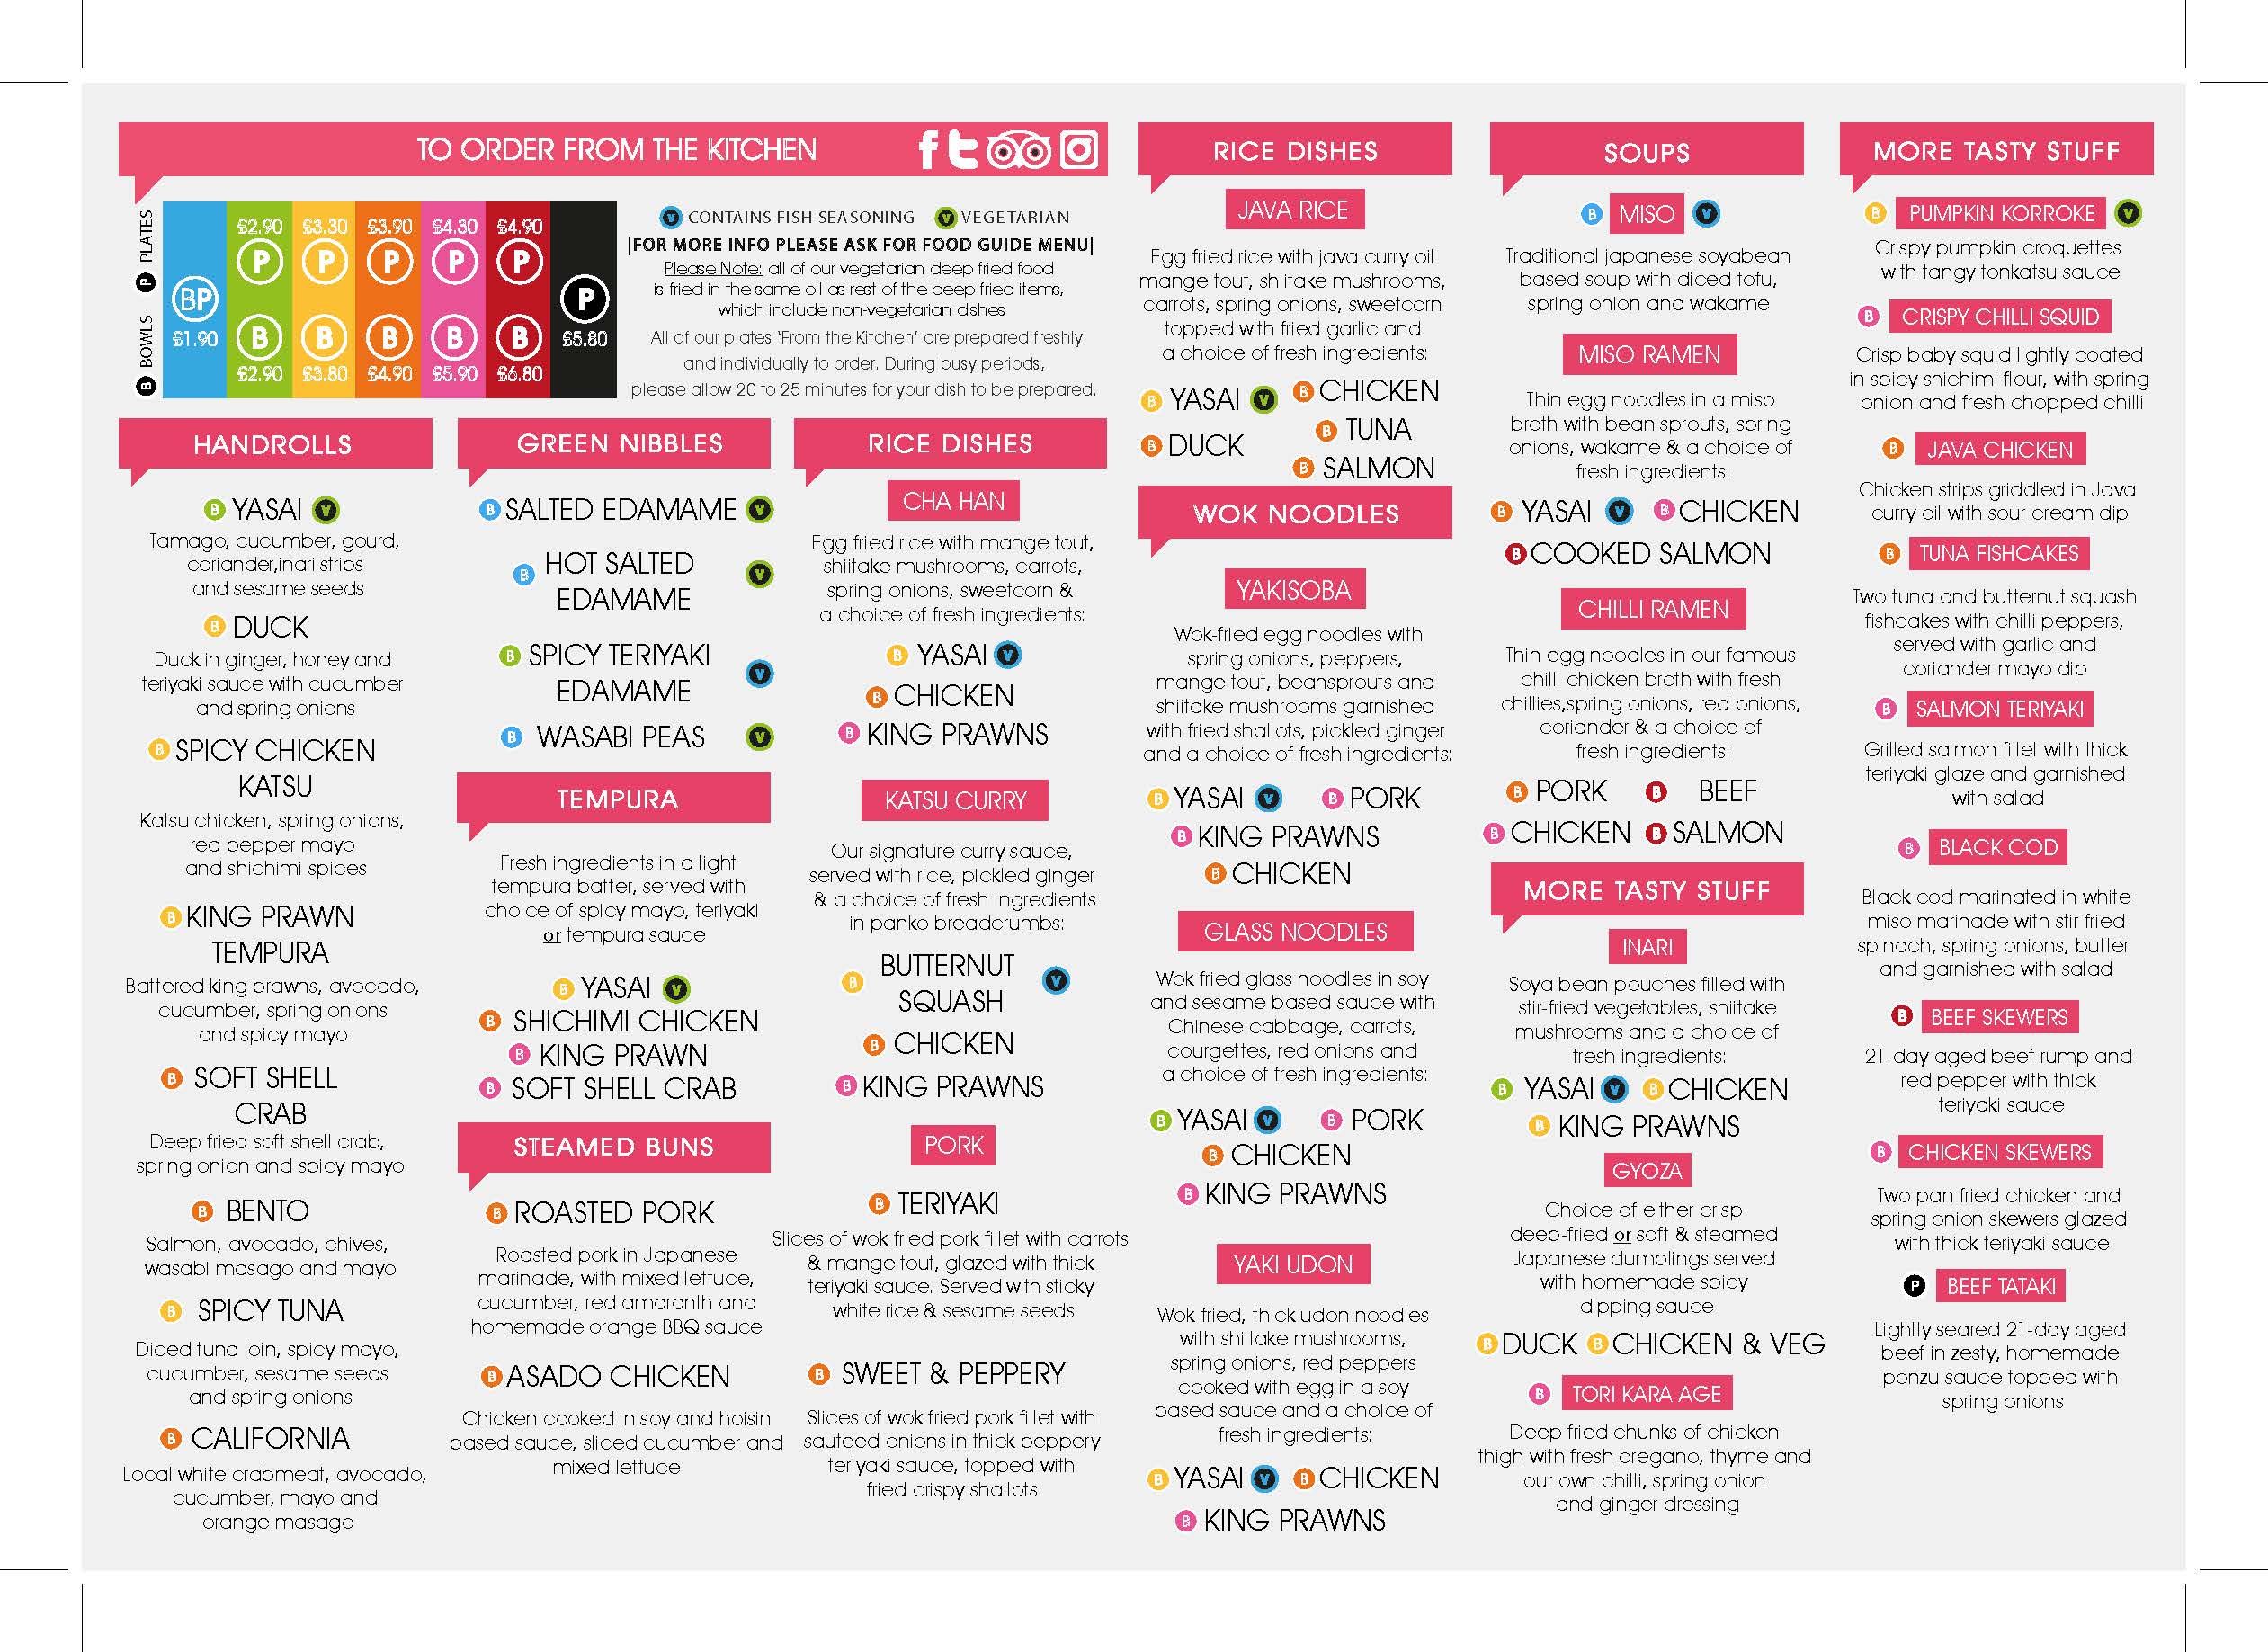 TO ORDER FROM THE KITCHEN
PLATES P
BOWLS B
£2.90 £3.30 £3.90 £4.30 £4.90
P P P P P
BP P
£1.90 B B B B B £5.80
£2.90 £3.80 £4.90 £5.90 £6.80
V CONTAINS FISH SEASONING V VEGETARIAN
|FOR MORE INFO PLEASE ASK FOR FOOD GUIDE MENU|
Please Note: all of our vegetarian deep fried food
is fried in the same oil as rest of the deep fried items,
which include non-vegetarian dishes
All of our plates ‘From the Kitchen’ are prepared freshly
and individually to order. During busy periods,
please allow 20 to 25 minutes for your dish to be prepared.
HANDROLLS
B YASAI V
Tamago, cucumber, gourd,
coriander,inari strips
and sesame seeds
B DUCK
Duck in ginger, honey and
teriyaki sauce with cucumber
and spring onions
B SPICY CHICKEN
KATSU
Katsu chicken, spring onions,
red pepper mayo
and shichimi spices
B KING PRAWN
TEMPURA
Battered king prawns, avocado,
cucumber, spring onions
and spicy mayo
B SOFT SHELL
CRAB
Deep fried soft shell crab,
spring onion and spicy mayo
B BENTO
Salmon, avocado, chives,
wasabi masago and mayo
B SPICY TUNA
Diced tuna loin, spicy mayo,
cucumber, sesame seeds
and spring onions
B CALIFORNIA
Local white crabmeat, avocado,
cucumber, mayo and
orange masago
GREEN NIBBLES
B SALTED EDAMAME V
B HOT SALTED V
EDAMAME
B SPICY TERIYAKI V
EDAMAME
B WASABI PEAS V
TEMPURA
Fresh ingredients in a light
tempura batter, served with
choice of spicy mayo, teriyaki
or tempura sauce
B YASAI V
B SHICHIMI CHICKEN
B KING PRAWN
B SOFT SHELL CRAB
STEAMED BUNS
B ROASTED PORK
Roasted pork in Japanese
marinade, with mixed lettuce,
cucumber, red amaranth and
homemade orange BBQ sauce
B ASADO CHICKEN
Chicken cooked in soy and hoisin
based sauce, sliced cucumber and
mixed lettuce
RICE DISHES
CHA HAN
Egg fried rice with mange tout,
shiitake mushrooms, carrots,
spring onions, sweetcorn &
a choice of fresh ingredients:
B YASAI V
B CHICKEN
B KING PRAWNS
KATSU CURRY
Our signature curry sauce,
served with rice, pickled ginger
& a choice of fresh ingredients
in panko breadcrumbs:
B BUTTERNUT V
SQUASH
B CHICKEN
B KING PRAWNS
PORK
B TERIYAKI
Slices of wok fried pork fillet with carrots
& mange tout, glazed with thick
teriyaki sauce. Served with sticky
white rice & sesame seeds
B SWEET & PEPPERY
Slices of wok fried pork fillet with
sauteed onions in thick peppery
teriyaki sauce, topped with
fried crispy shallots
RICE DISHES
JAVA RICE
Egg fried rice with java curry oil
mange tout, shiitake mushrooms,
carrots, spring onions, sweetcorn
topped with fried garlic and
a choice of fresh ingredients:
B YASAI V B CHICKEN
B TUNA
B DUCK
B SALMON
WOK NOODLES
YAKISOBA
Wok-fried egg noodles with
spring onions, peppers,
mange tout, beansprouts and
shiitake mushrooms garnished
with fried shallots, pickled ginger
and a choice of fresh ingredients:
B YASAI V B PORK
B KING PRAWNS
B CHICKEN
GLASS NOODLES
Wok fried glass noodles in soy
and sesame based sauce with
Chinese cabbage, carrots,
courgettes, red onions and
a choice of fresh ingredients:
B YASAI V B PORK
B CHICKEN
B KING PRAWNS
YAKI UDON
Wok-fried, thick udon noodles
with shiitake mushrooms,
spring onions, red peppers
cooked with egg in a soy
based sauce and a choice of
fresh ingredients:
B YASAI V B CHICKEN
B KING PRAWNS
SOUPS
B MISO V
Traditional japanese soyabean
based soup with diced tofu,
spring onion and wakame
MISO RAMEN
Thin egg noodles in a miso
broth with bean sprouts, spring
onions, wakame & a choice of
fresh ingredients:
B YASAI V B CHICKEN
B COOKED SALMON
CHILLI RAMEN
Thin egg noodles in our famous
chilli chicken broth with fresh
chillies,spring onions, red onions,
coriander & a choice of
fresh ingredients:
B PORK B BEEF
B CHICKEN B SALMON
MORE TASTY STUFF
INARI
Soya bean pouches filled with
stir-fried vegetables, shiitake
mushrooms and a choice of
fresh ingredients:
B YASAI V B CHICKEN
B KING PRAWNS
GYOZA
Choice of either crisp
deep-fried or soft & steamed
Japanese dumplings served
with homemade spicy
dipping sauce
B DUCK B CHICKEN & VEG
B TORI KARA AGE
Deep fried chunks of chicken
thigh with fresh oregano, thyme and
our own chilli, spring onion
and ginger dressing
MORE TASTY STUFF
B PUMPKIN KORROKE V
Crispy pumpkin croquettes
with tangy tonkatsu sauce
B CRISPY CHILLI SQUID
Crisp baby squid lightly coated
in spicy shichimi flour, with spring
onion and fresh chopped chilli
B JAVA CHICKEN
Chicken strips griddled in Java
curry oil with sour cream dip
B TUNA FISHCAKES
Two tuna and butternut squash
fishcakes with chilli peppers,
served with garlic and
coriander mayo dip
B SALMON TERIYAKI
Grilled salmon fillet with thick
teriyaki glaze and garnished
with salad
B BLACK COD
Black cod marinated in white
miso marinade with stir fried
spinach, spring onions, butter
and garnished with salad
B BEEF SKEWERS
21-day aged beef rump and
red pepper with thick
teriyaki sauce
B CHICKEN SKEWERS
Two pan fried chicken and
spring onion skewers glazed
with thick teriyaki sauce
P BEEF TATAKI
Lightly seared 21-day aged
beef in zesty, homemade
ponzu sauce topped with
spring onions